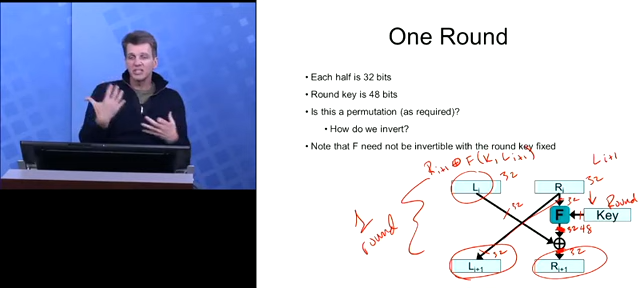 One Round
• Each half is 32 bits
• Round key is 48 bits
• Is this a permutation (as required)?
• How do we invert?
• Note that F need not be invertible with the round key fixed
Ri+1 ⊕ F(K, Li+1)
Li+1
Li 32
Ri 32
1 round
32
32
Round
F
Key
32
48
32
32
Li+1
Ri+1